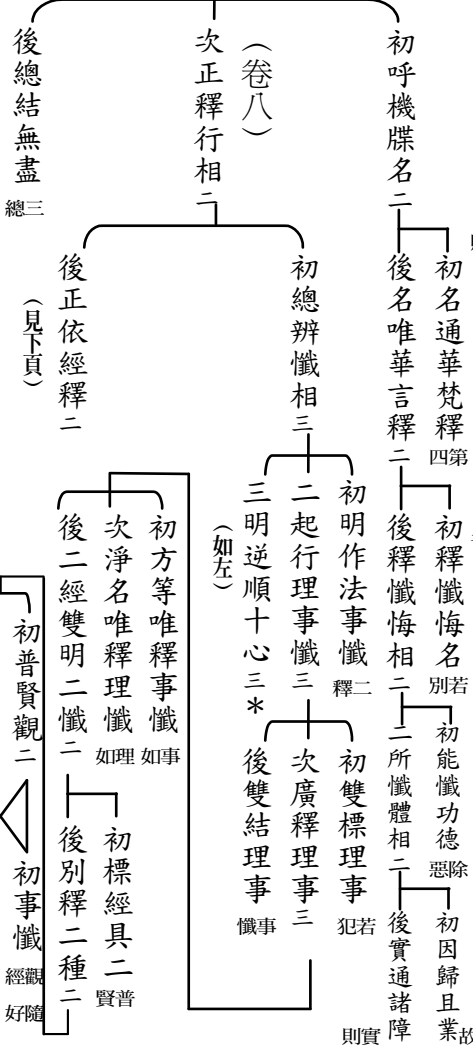 初呼機牒名二
初名通華梵釋
四第
後名唯華言釋二
初釋懺悔名
別若
後釋懺悔相二
初能懺功德
惡除
二所懺體相二
初因歸且業
故
後實通諸障
則實
(卷八)
次正釋行相二
初總辨懺相三
初明作法事懺
釋二
二起行理事懺三
初雙標理事
犯若
次廣釋理事三
後雙結理事
懺事
三明逆順十心三*
(如左)
初方等唯釋事懺
如事
次淨名唯釋理懺
如理
後二經雙明二懺二
初標經具二
賢普
後別釋二種二
初普賢觀二
初事懺
經觀
好隨
後正依經釋二
(見下頁)
後總結無盡
總三